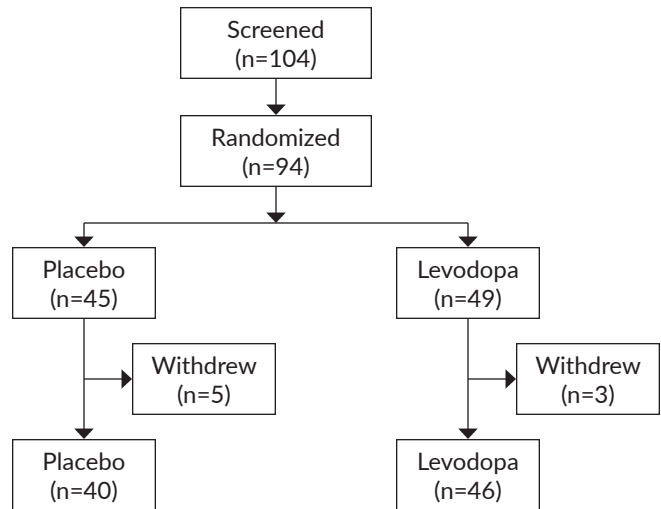 Screened
(n=104)
Randomized
(n=94)
Placebo
(n=45)
Levodopa
(n=49)
Withdrew
(n=5)
Withdrew
(n=3)
Placebo
(n=40)
Levodopa
(n=46)